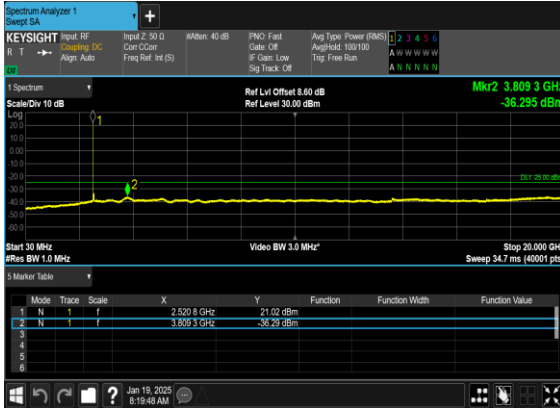 Spectrum Analyzer 1
Swept SA
+
KEYSIGHT
R T
LXI
Input: RF
Coupling: DC
Align: Auto
Input Z: 50 Ω
Corr CCorr
Freq Ref: Int (S)
#Atten: 40 dB
PNO: Fast
Gate: Off
IF Gain: Low
Sig Track: Off
Avg Type: Power (RMS)
Avg|Hold: 100/100
Trig: Free Run
1 2 3 4 5 6
A W W W W W
A N N N N N
1 Spectrum
Scale/Div 10 dB
Ref Lvl Offset 8.60 dB
Ref Level 30.00 dBm
Mkr2 3.809 3 GHz
-36.295 dBm
Log
20.0
10.0
0.00
-10.0
-20.0
-30.0
-40.0
-50.0
-60.0
1
2
Start 30 MHz
#Res BW 1.0 MHz
Video BW 3.0 MHz*
Stop 20.000 GHz
Sweep 34.7 ms (40001 pts)
5 Marker Table
Mode Trace Scale X Y Function Function Width Function Value
1 N 1 f 2.520 8 GHz 21.02 dBm
2 N 1 f 3.809 3 GHz -36.29 dBm
3
4
5
6
?
Jan 19, 2025
8:19:48 AM